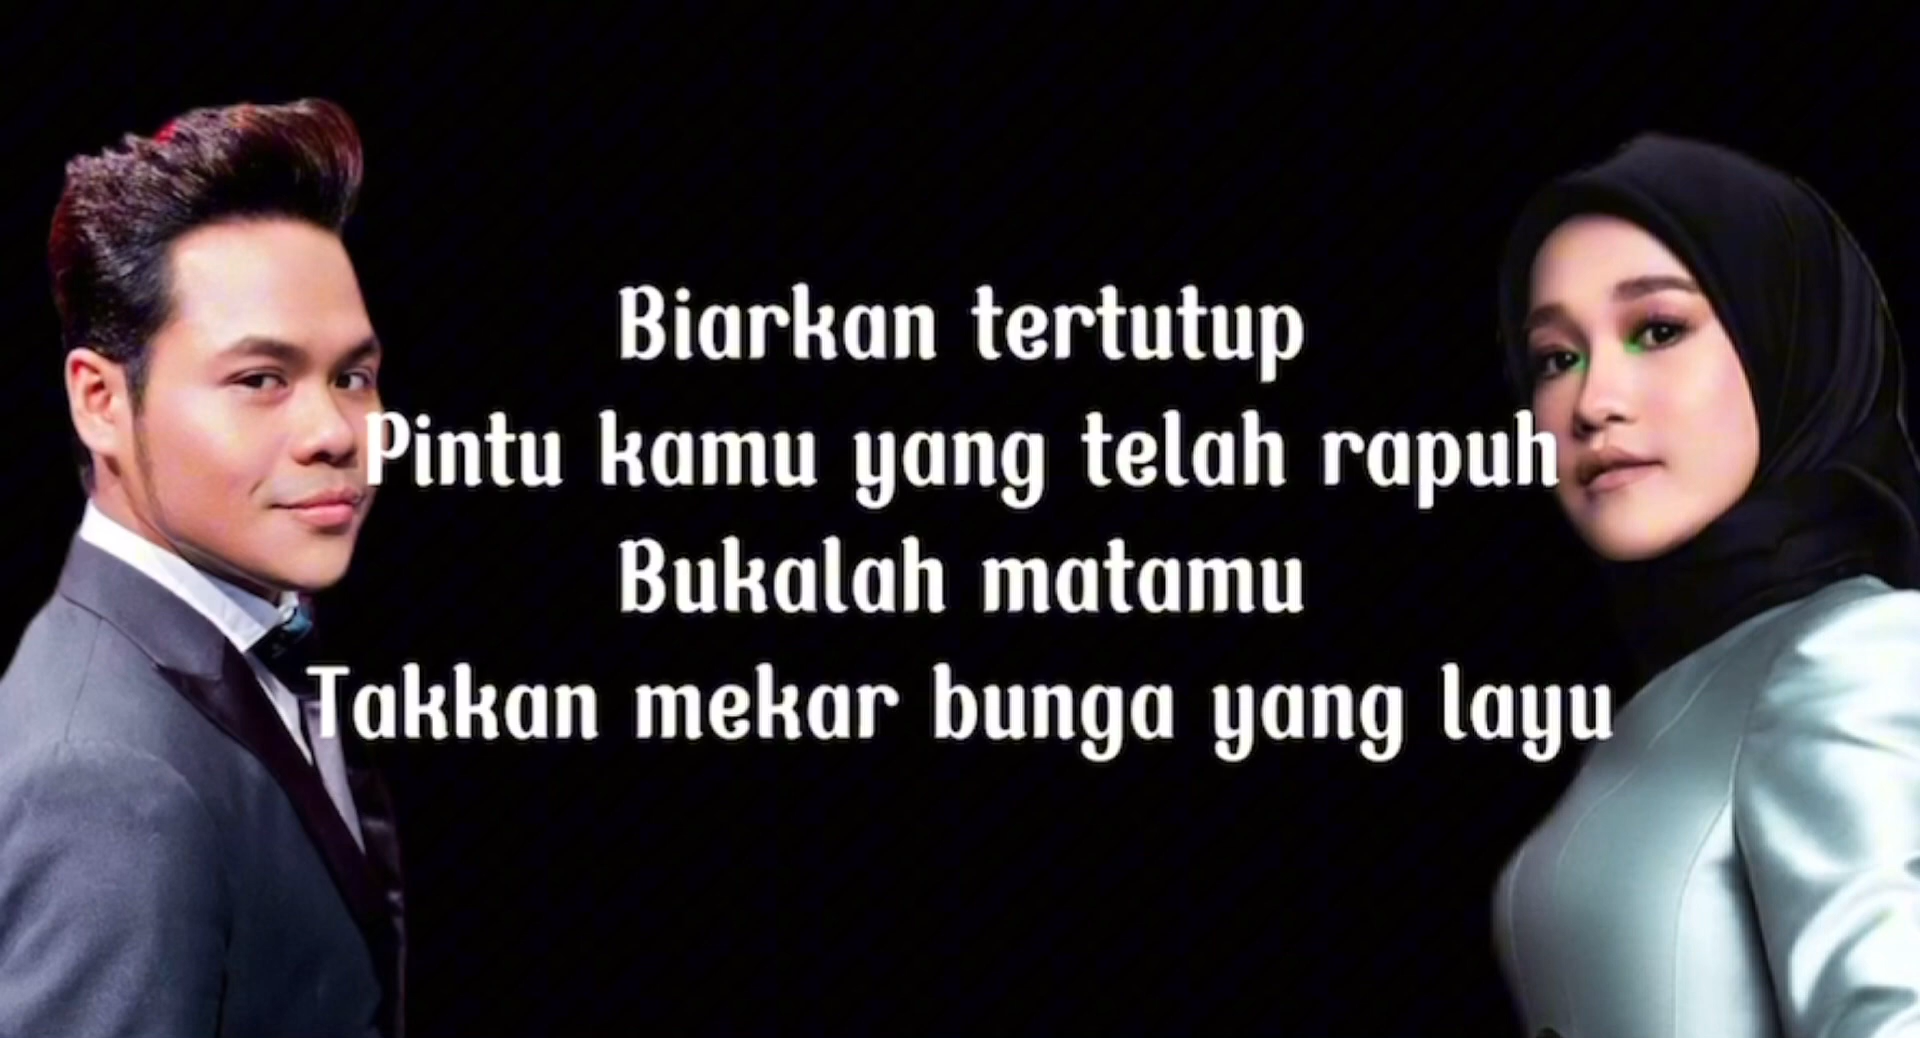 Biarkan tertutup
Pintu kamu yang telah rapuh
Bukalah matamu
Takkan mekar bunga yang layu